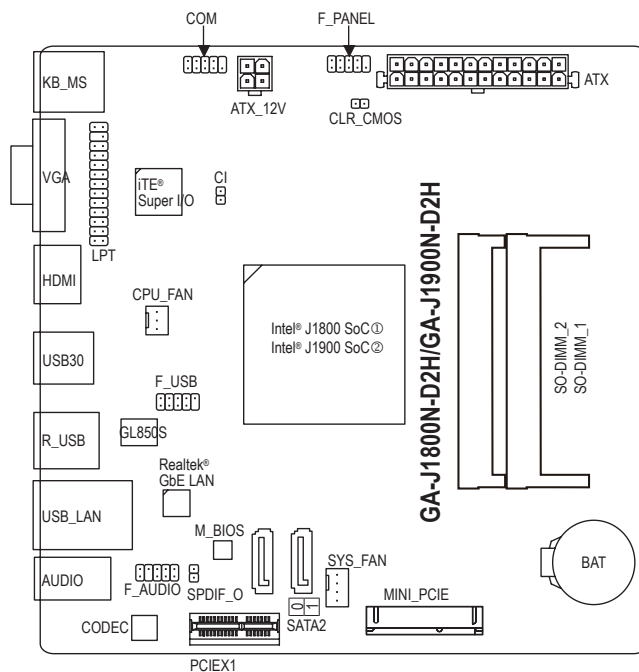 COM
F_PANEL
KB_MS
ATX_12V
ATX
CLR_CMOS
VGA
iTE®
Super I/O
CI
LPT
HDMI
CPU_FAN
Intel® J1800 SoC①
Intel® J1900 SoC②
GA-J1800N-D2H/GA-J1900N-D2H
SO-DIMM_2
SO-DIMM_1
USB30
F_USB
R_USB
GL850S
Realtek®
GbE LAN
USB_LAN
M_BIOS
SYS_FAN
BAT
AUDIO
F_AUDIO
SPDIF_O
0
1
SATA2
MINI_PCIE
CODEC
PCIEX1